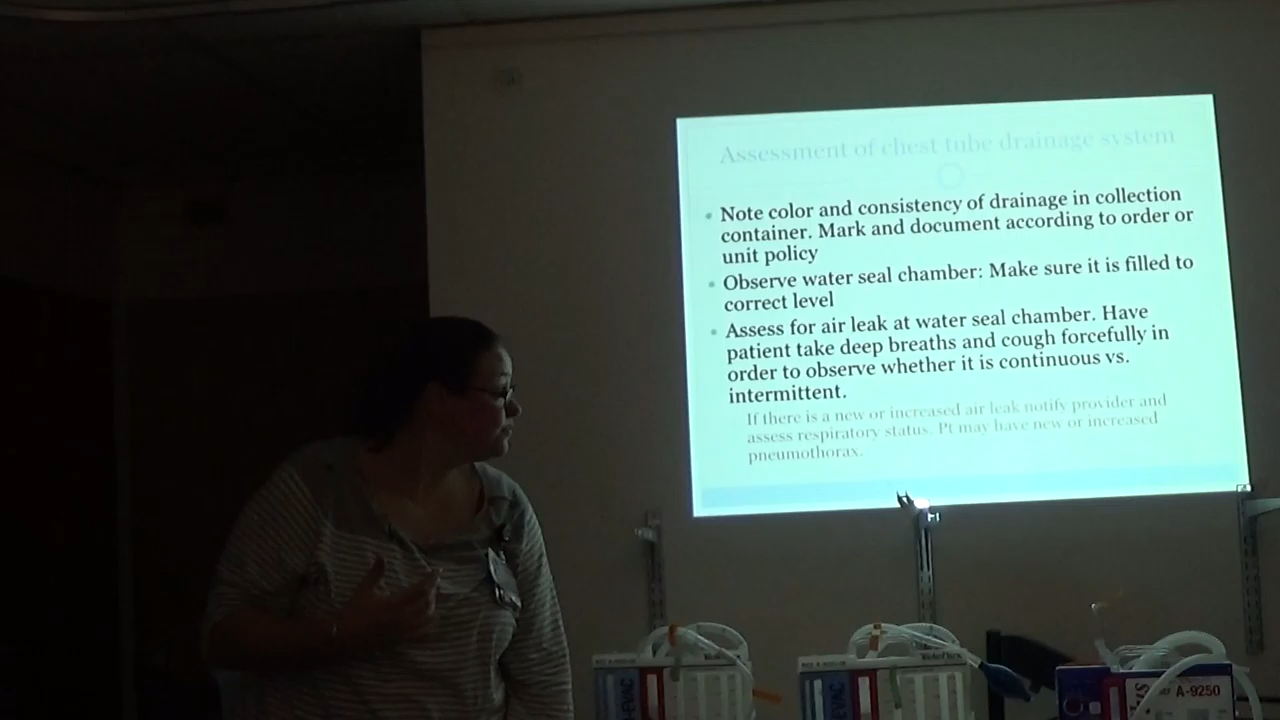 Assessment of chest tube drainage system
Note color and consistency of drainage in collection
container. Mark and document according to order or
unit policy
Observe water seal chamber: Make sure it is filled to
correct level
Assess for air leak at water seal chamber. Have
patient take deep breaths and cough forcefully in
order to observe whether it is continuous vs.
intermittent.
If there is a new or increased air leak notify provider and
assess respiratory status. Pt may have new or increased
pneumothorax.
A-9250